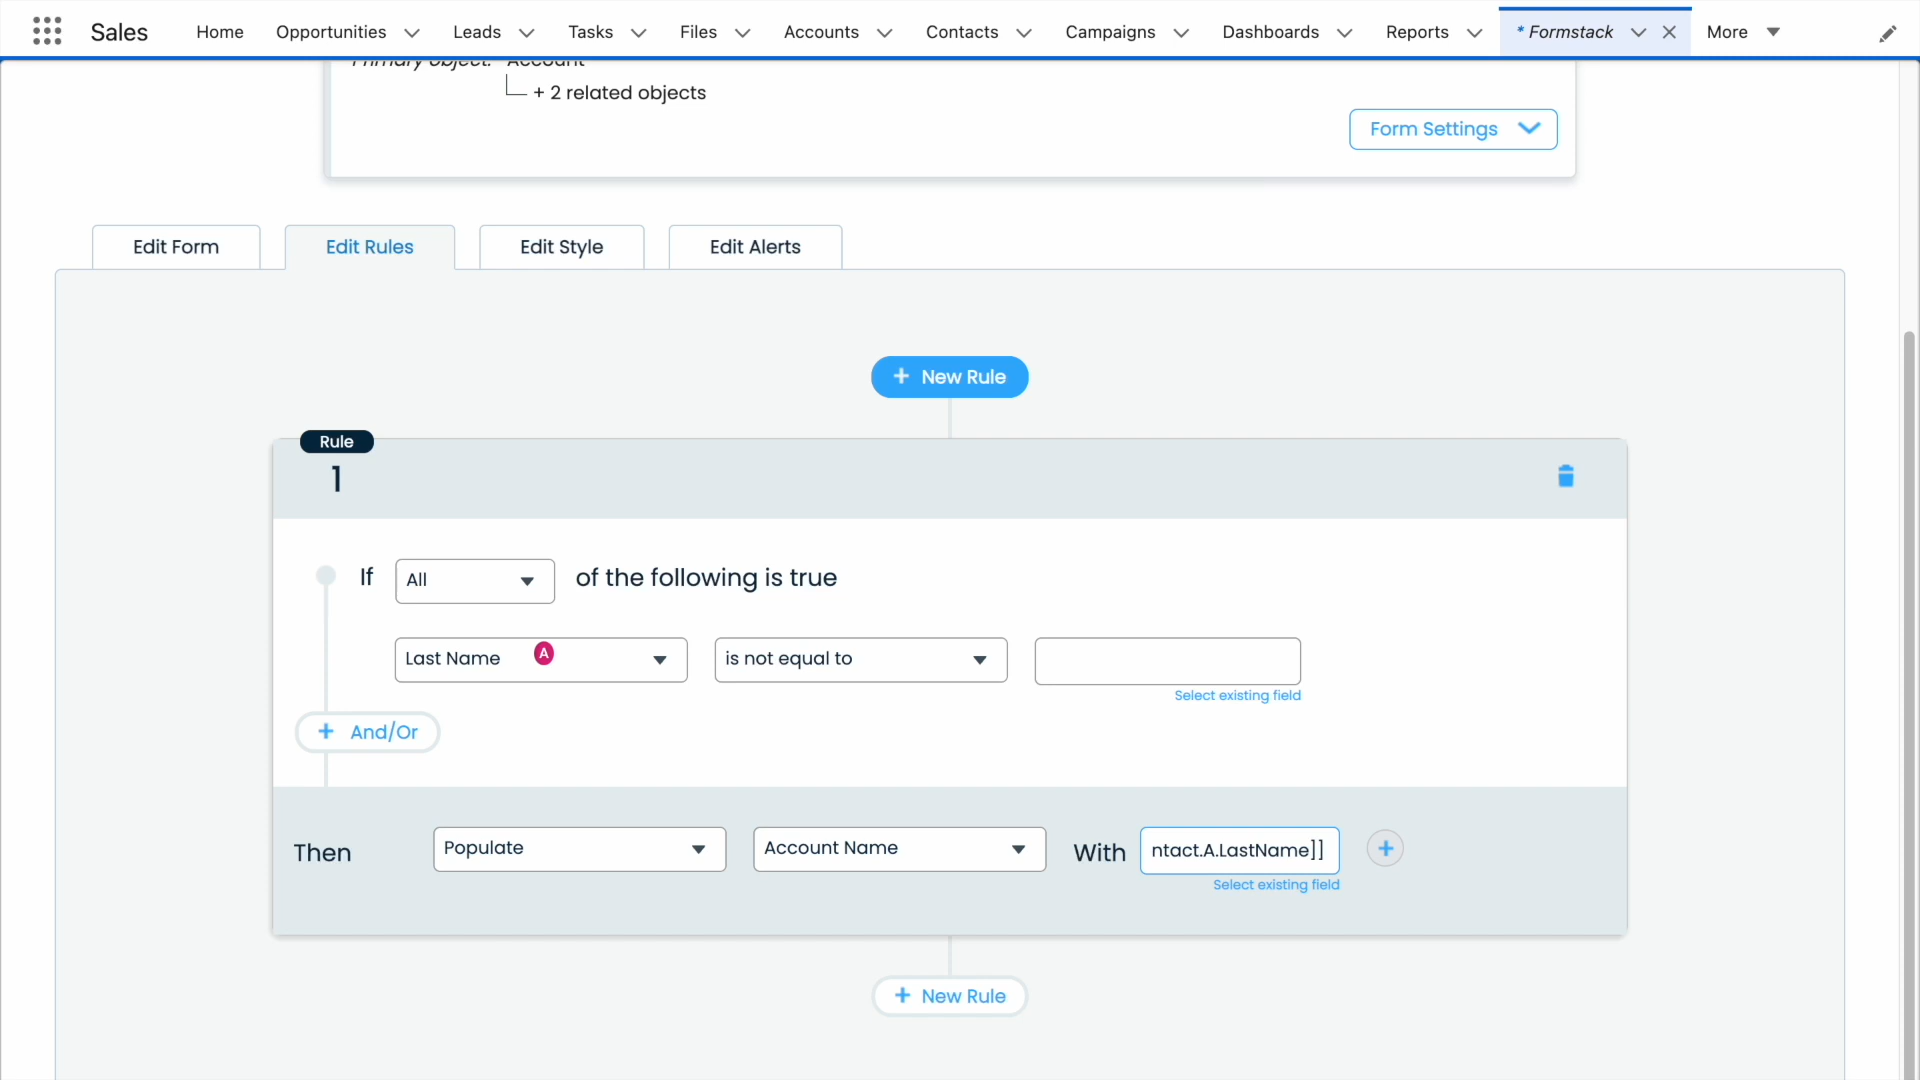 Sales
Home
Opportunities
Leads
Tasks
Files
Accounts
Contacts
Campaigns
Dashboards
Reports
* Formstack
More
Primary object: Account
+ 2 related objects
Form Settings
Edit Form
Edit Rules
Edit Style
Edit Alerts
+ New Rule
Rule
1
If All of the following is true
Last Name A
is not equal to
Select existing field
+ And/Or
Then Populate Account Name With ntact.A.LastName]] +
Select existing field
+ New Rule